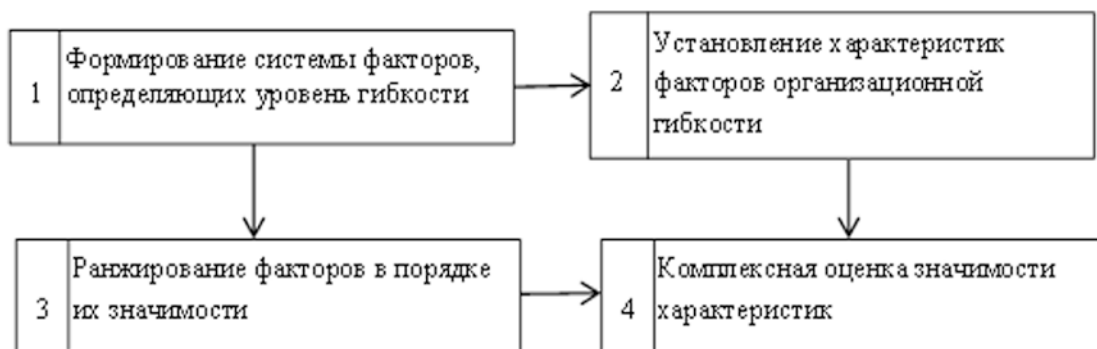 1
Формирование системы факторов,
определяющих уровень гибкости
2
Установление характеристик
факторов организационной
гибкости
3
Ранжирование факторов в порядке
их значимости
4
Комплексная оценка значимости
характеристик